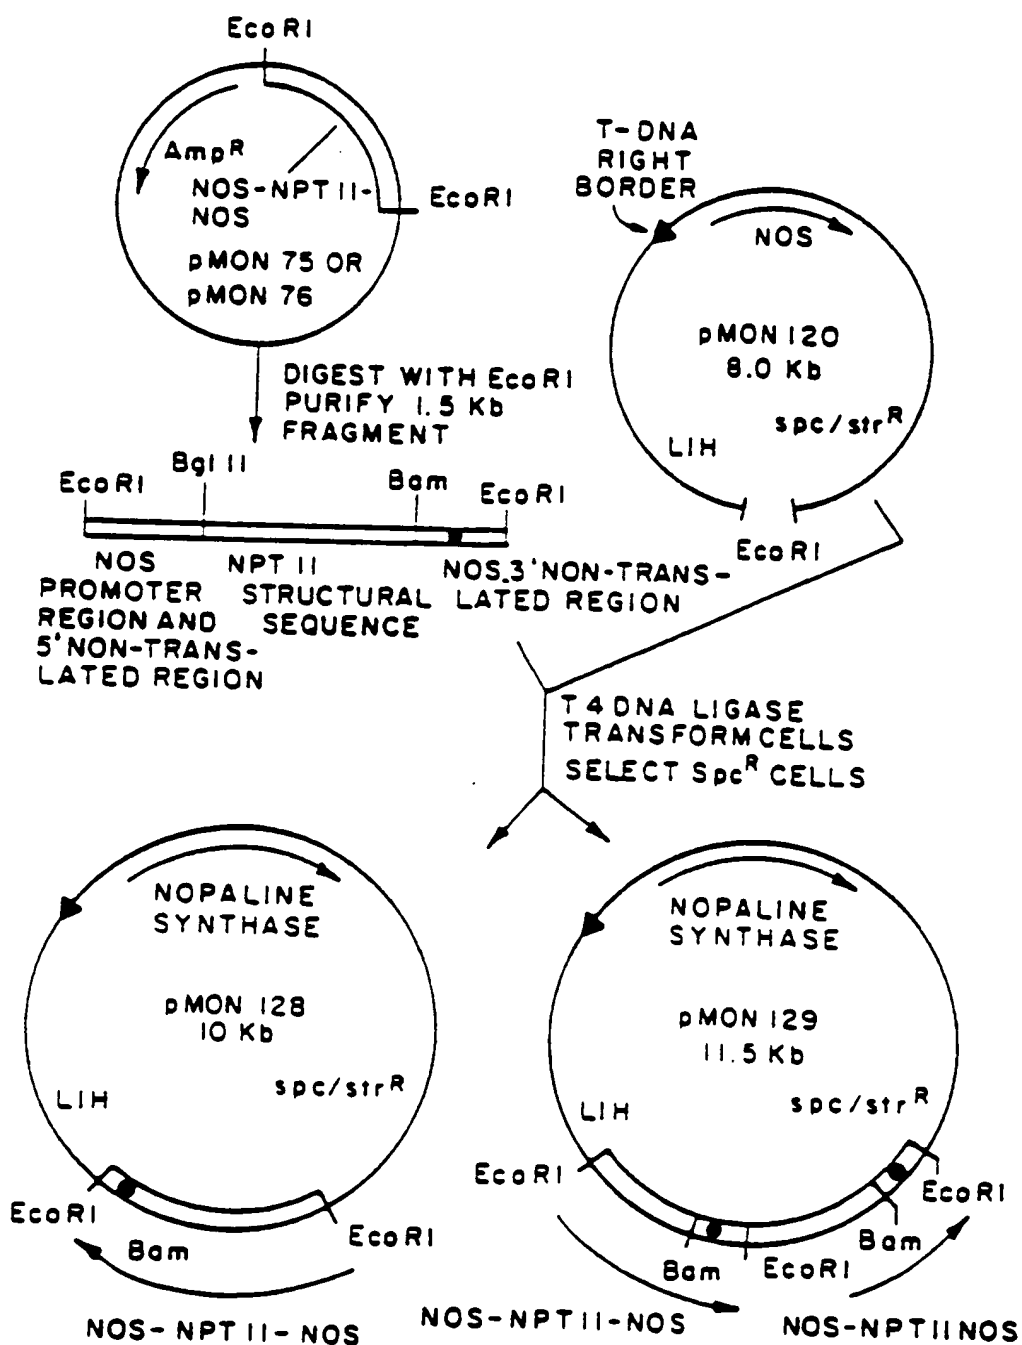 EcoRI
Amp^R
NOS-NPT II-
NOS
EcoRI
pMON 75 OR
pMON 76
T-DNA
RIGHT
BORDER
NOS
pMON 120
8.0 Kb
spc/str^R
LIH
EcoRI
DIGEST WITH EcoRI
PURIFY 1.5 Kb
FRAGMENT
EcoRI
Bgl II
Bam
EcoRI
NOS
PROMOTER
REGION AND
5' NON-TRANS-
LATED REGION
NPT II
STRUCTURAL
SEQUENCE
NOS 3' NON-TRANS-
LATED REGION
T4 DNA LIGASE
TRANSFORM CELLS
SELECT Spc^R CELLS
NOPALINE
SYNTHASE
pMON 128
10 Kb
spc/str^R
LIH
EcoRI
EcoRI
Bam
NOS-NPT II-NOS
NOPALINE
SYNTHASE
pMON 129
11.5 Kb
spc/str^R
LIH
EcoRI
EcoRI
Bam
Bam
EcoRI
NOS-NPT II-NOS
NOS-NPT II NOS